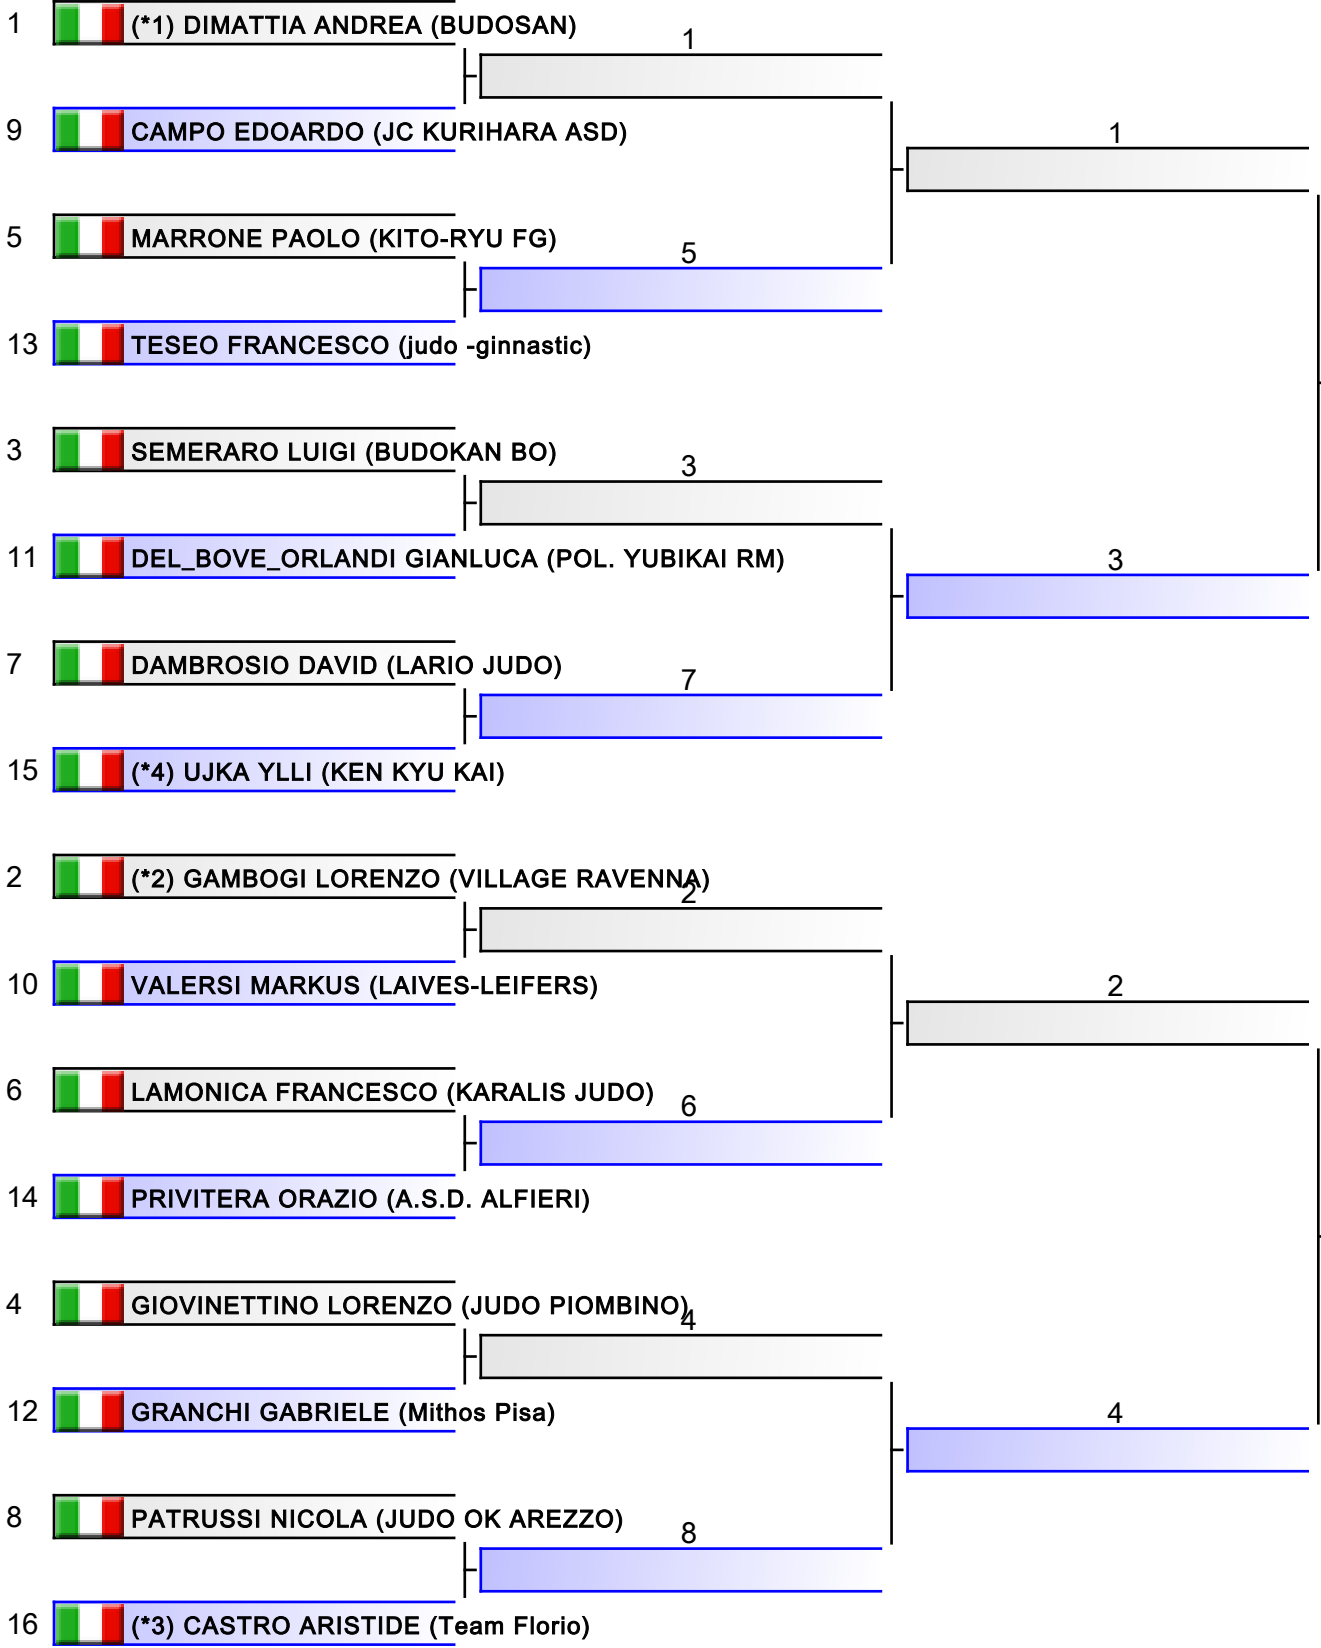 1 (*1) DIMATTIA ANDREA (BUDOSAN)
1
9 CAMPO EDOARDO (JC KURIHARA ASD)
1
5 MARRONE PAOLO (KITO-RYU FG)
5
13 TESEO FRANCESCO (judo -ginnastic)
3 SEMERARO LUIGI (BUDOKAN BO)
3
11 DEL_BOVE_ORLANDI GIANLUCA (POL. YUBIKAI RM)
3
7 DAMBROSIO DAVID (LARIO JUDO)
7
15 (*4) UJKA YLLI (KEN KYU KAI)
2 (*2) GAMBOGI LORENZO (VILLAGE RAVENNA)
2
10 VALERSI MARKUS (LAIVES-LEIFERS)
2
6 LAMONICA FRANCESCO (KARALIS JUDO)
6
14 PRIVITERA ORAZIO (A.S.D. ALFIERI)
4 GIOVINETTINO LORENZO (JUDO PIOMBINO)
4
12 GRANCHI GABRIELE (Mithos Pisa)
4
8 PATRUSSI NICOLA (JUDO OK AREZZO)
8
16 (*3) CASTRO ARISTIDE (Team Florio)